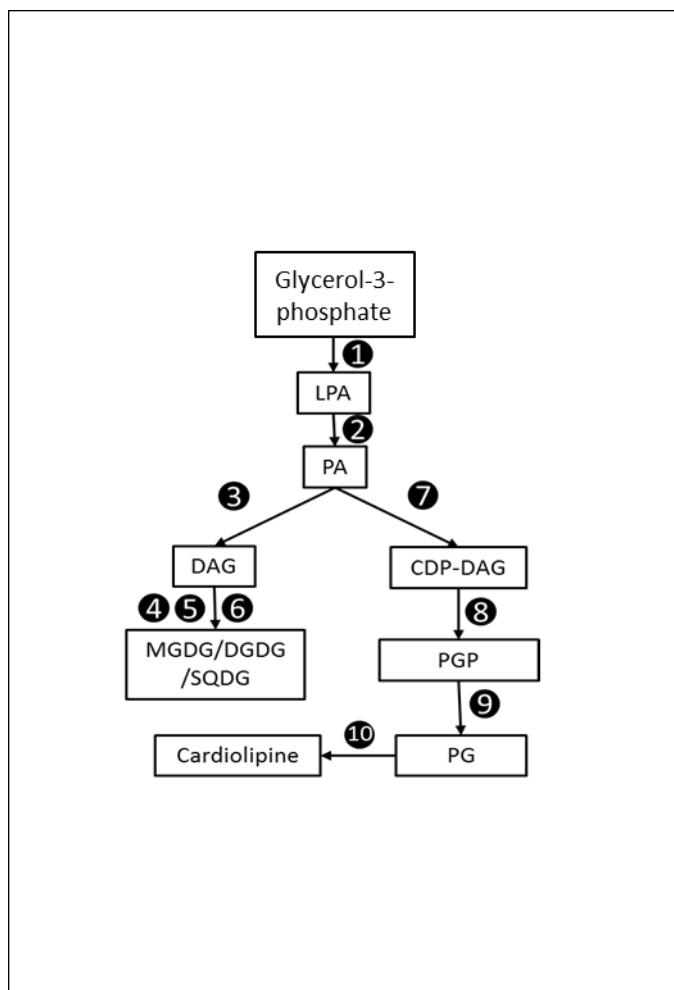 Glycerol-3-
phosphate
1
LPA
2
PA
3
7
DAG
CDP-DAG
4 5 6
8
MGDG/DGDG
/SQDG
PGP
9
10
Cardiolipine
PG